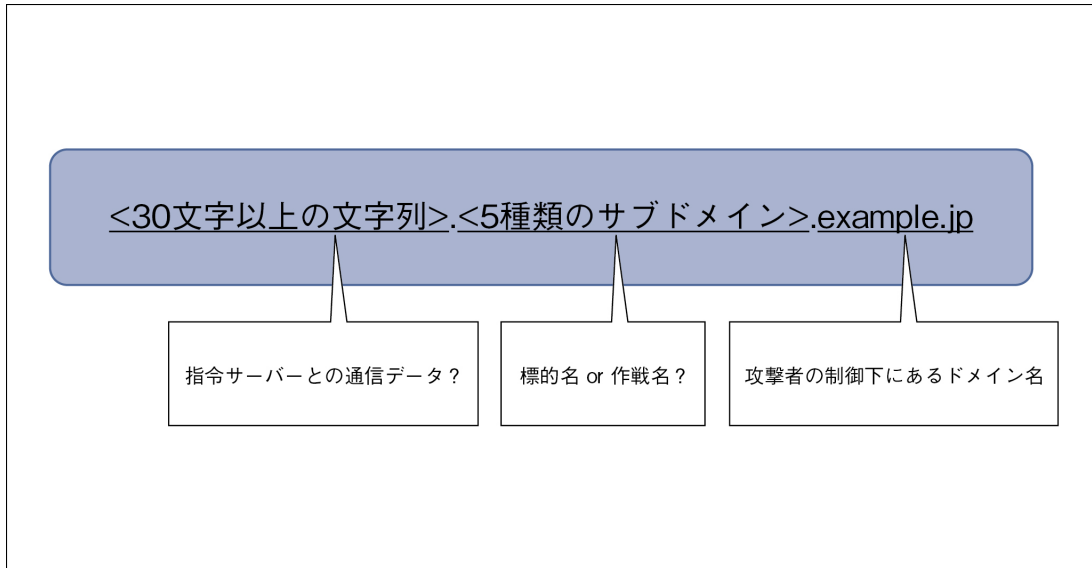 <30文字以上の文字列>.<5種類のサブドメイン>.example.jp
指令サーバーとの通信データ？
標的名 or 作戦名？
攻撃者の制御下にあるドメイン名